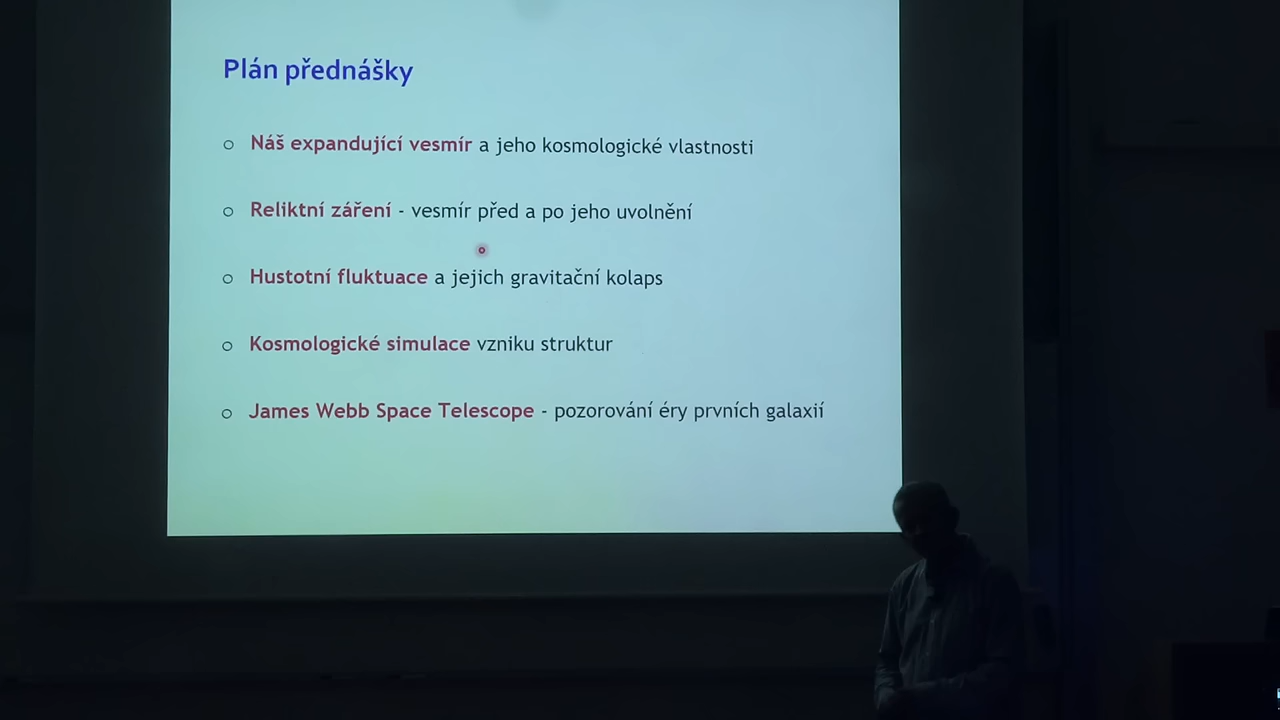 Plán přednášky
Náš expandující vesmír a jeho kosmologické vlastnosti
Reliktní záření - vesmír před a po jeho uvolnění
Hustotní fluktuace a jejich gravitační kolaps
Kosmologické simulace vzniku struktur
James Webb Space Telescope - pozorování éry prvních galaxií